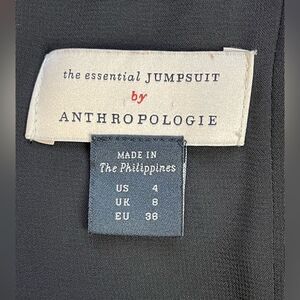 the essential JUMPSUIT
by
ANTHROPOLOGIE
MADE IN
The Philippines
US 4
UK 8
EU 36